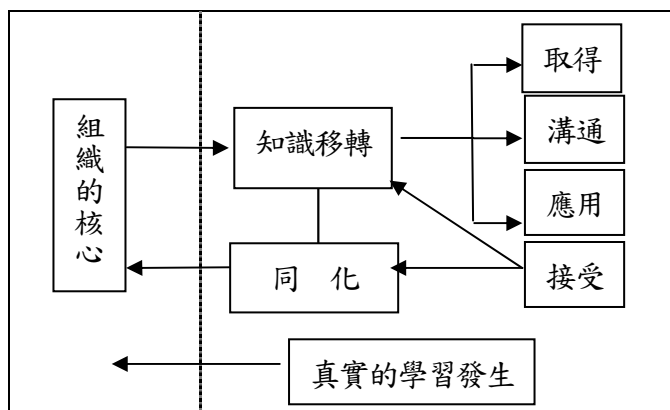 取得
組織的核心
知識移轉
溝通
應用
同 化
接受
真實的學習發生